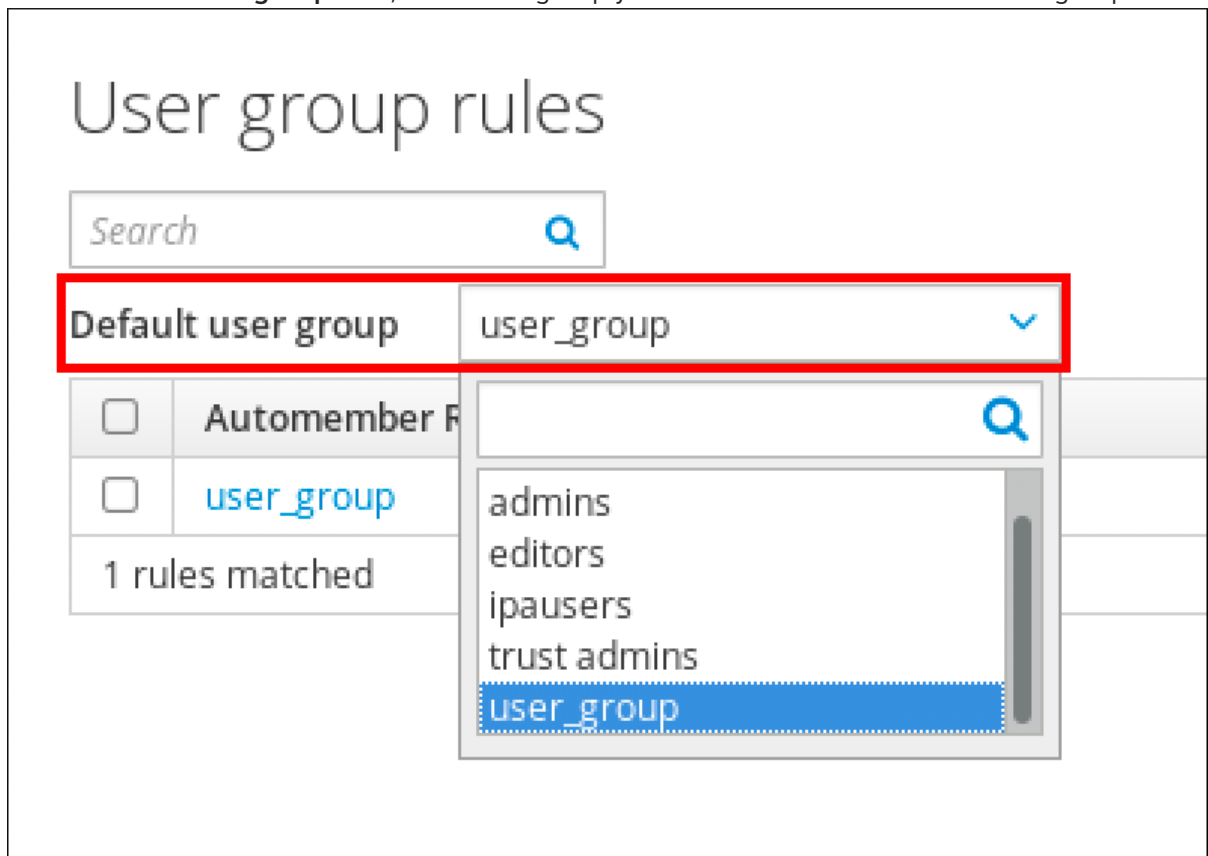 User group rules
Search
Default user group user_group
Automember R
user_group
1 rules matched
admins
editors
ipausers
trust admins
user_group